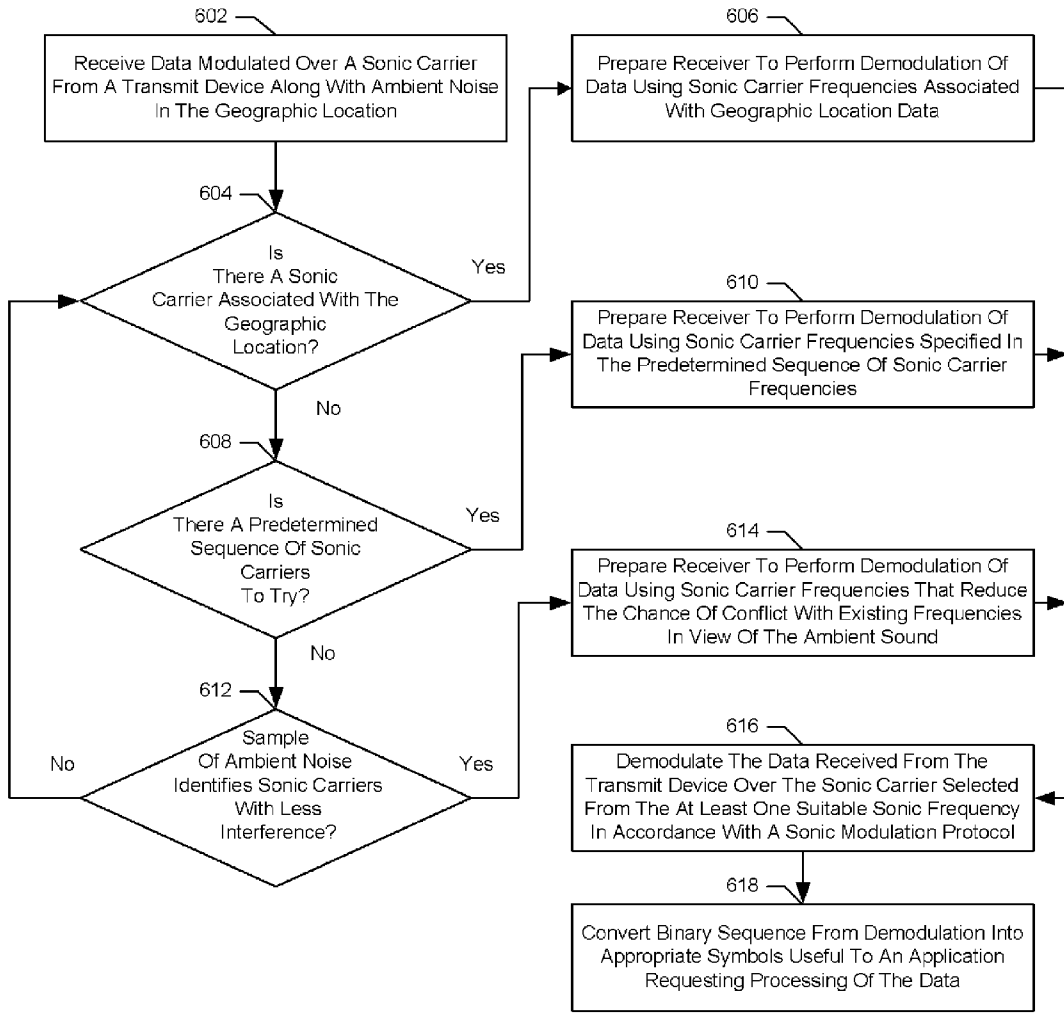 602
Receive Data Modulated Over A Sonic Carrier
From A Transmit Device Along With Ambient Noise
In The Geographic Location
604
Is
There A Sonic
Carrier Associated With The
Geographic
Location?
Yes
No
606
Prepare Receiver To Perform Demodulation Of
Data Using Sonic Carrier Frequencies Associated
With Geographic Location Data
608
Is
There A Predetermined
Sequence Of Sonic
Carriers
To Try?
Yes
No
610
Prepare Receiver To Perform Demodulation Of
Data Using Sonic Carrier Frequencies Specified In
The Predetermined Sequence Of Sonic Carrier
Frequencies
612
Sample
Of Ambient Noise
Identifies Sonic Carriers
With Less
Interference?
No
Yes
614
Prepare Receiver To Perform Demodulation Of
Data Using Sonic Carrier Frequencies That Reduce
The Chance Of Conflict With Existing Frequencies
In View Of The Ambient Sound
616
Demodulate The Data Received From The
Transmit Device Over The Sonic Carrier Selected
From The At Least One Suitable Sonic Frequency
In Accordance With A Sonic Modulation Protocol
618
Convert Binary Sequence From Demodulation Into
Appropriate Symbols Useful To An Application
Requesting Processing Of The Data